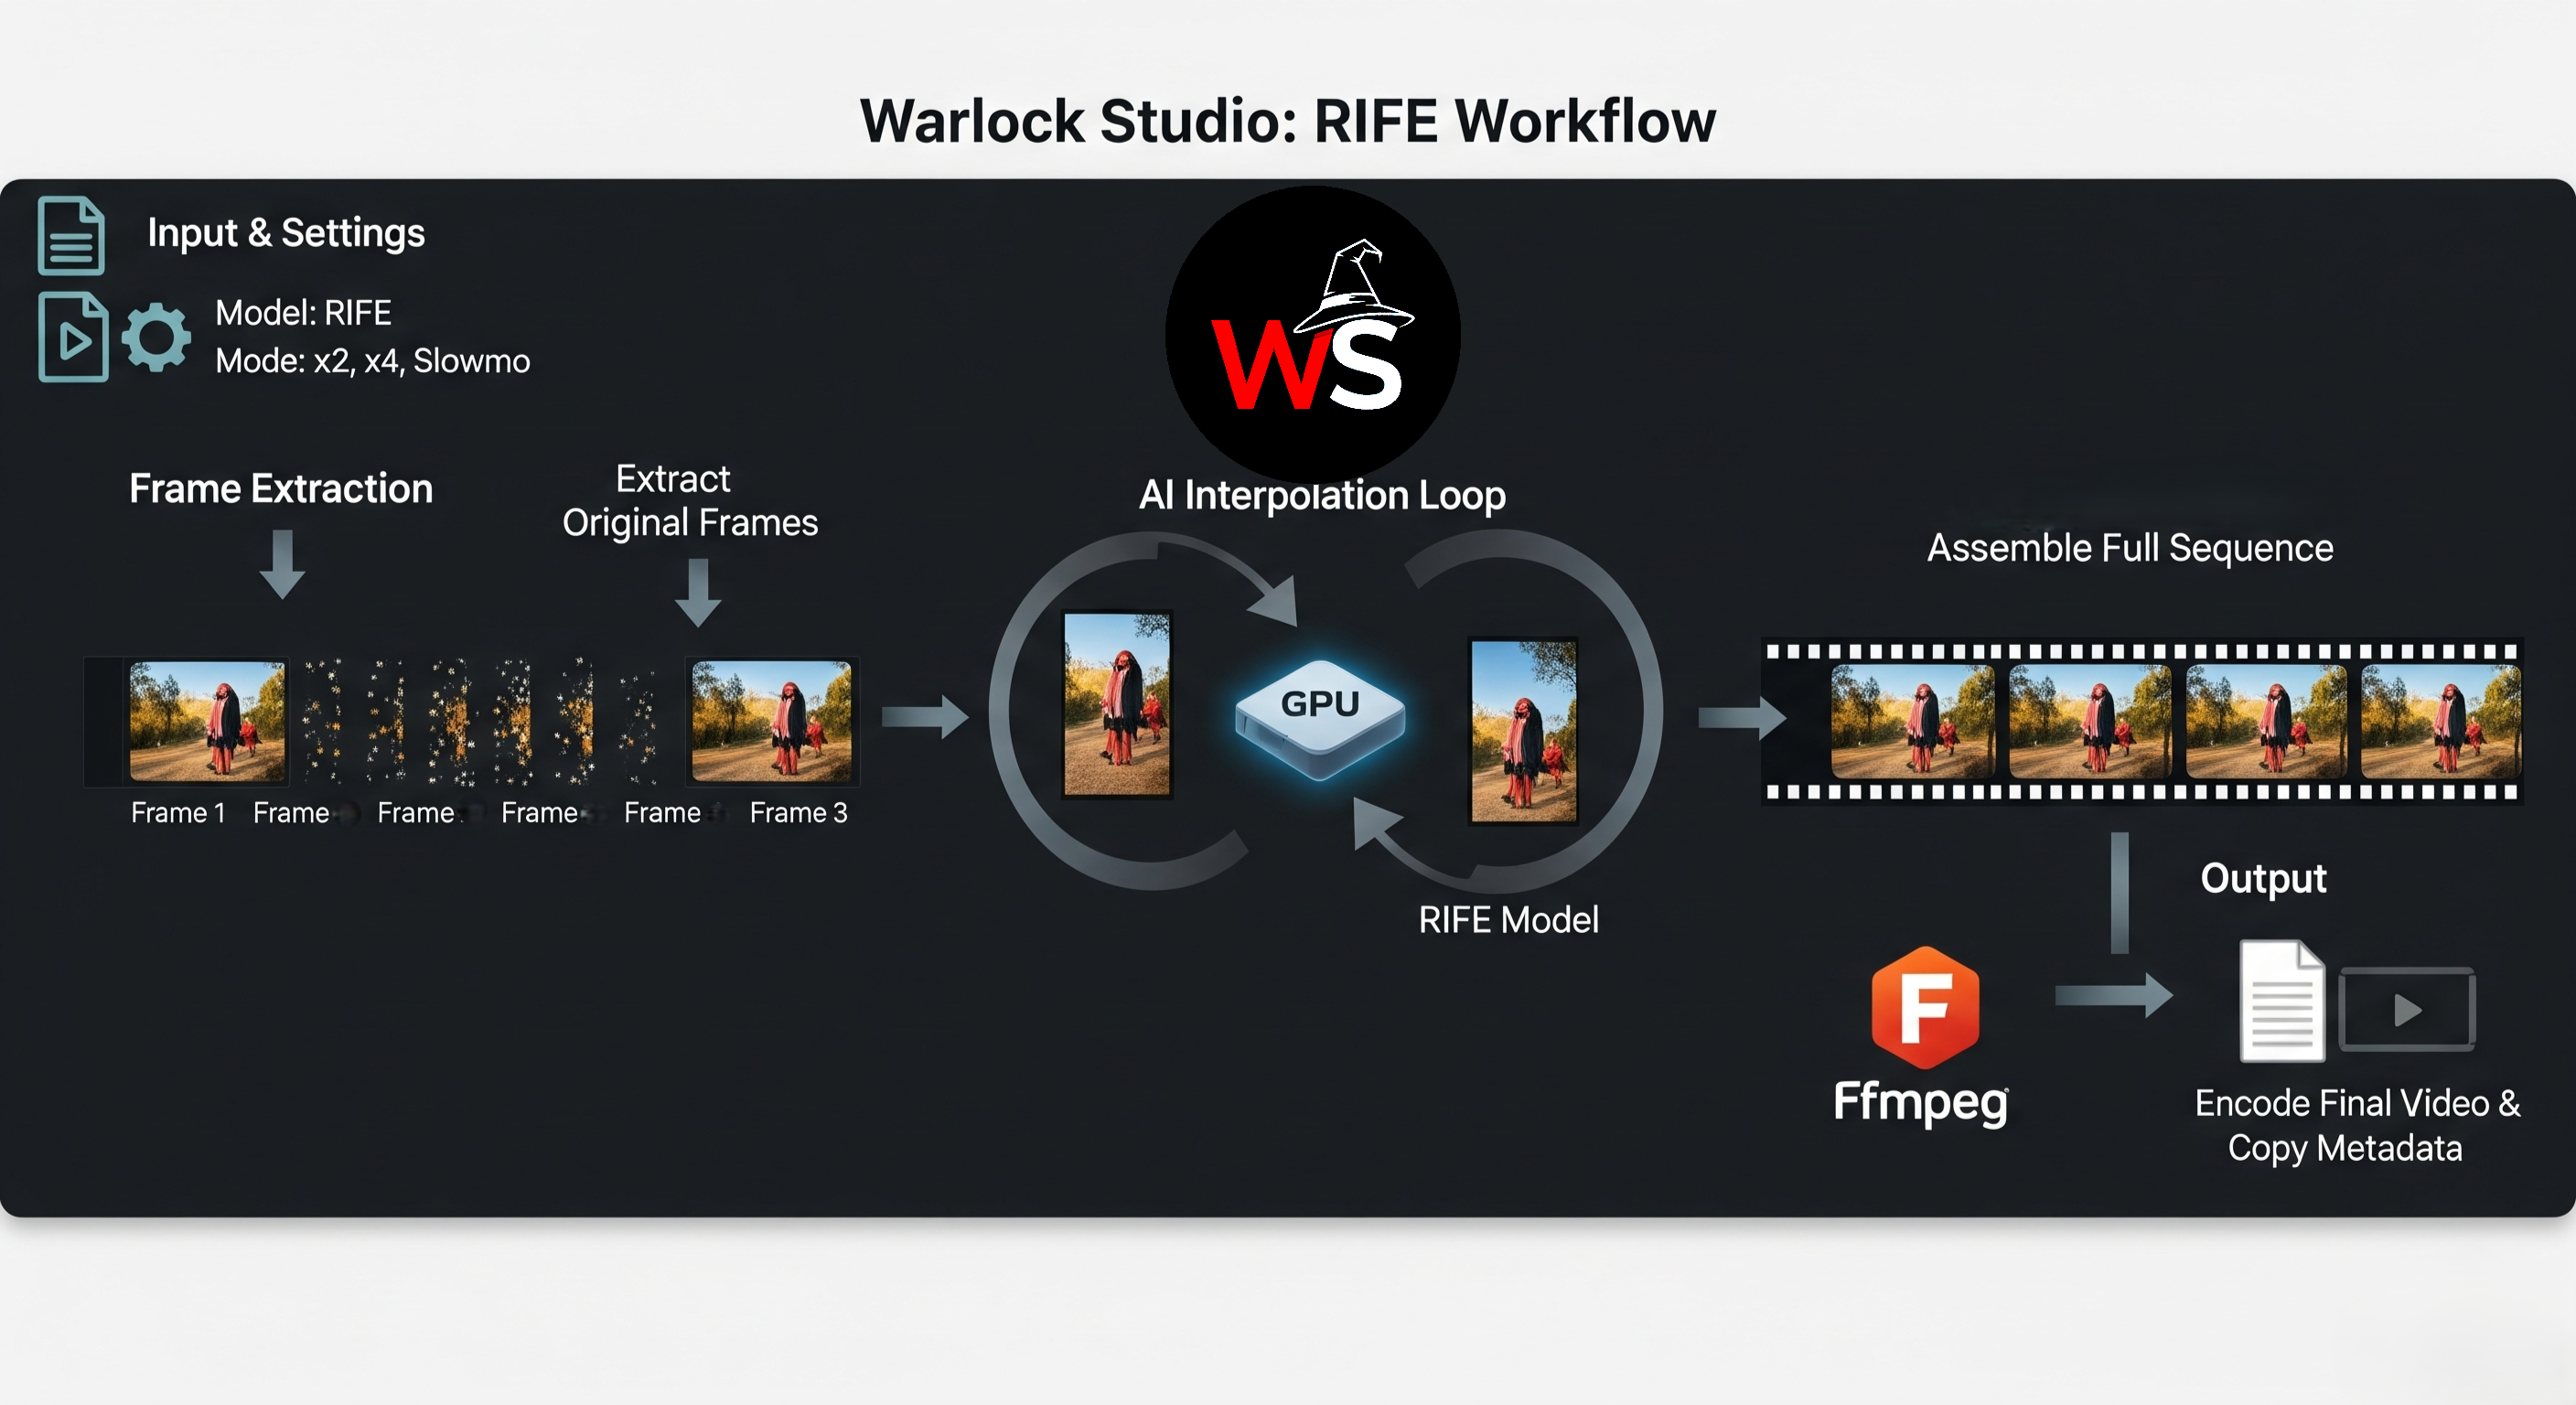 Warlock Studio: RIFE Workflow
Input & Settings
Model: RIFE
Mode: x2, x4, Slowmo
WS
Frame Extraction
Extract
Original Frames
AI Interpolation Loop
Assemble Full Sequence
GPU
Frame 1 Frame Frame Frame Frame Frame 3
RIFE Model
Output
F
Ffmpeg
Encode Final Video &
Copy Metadata